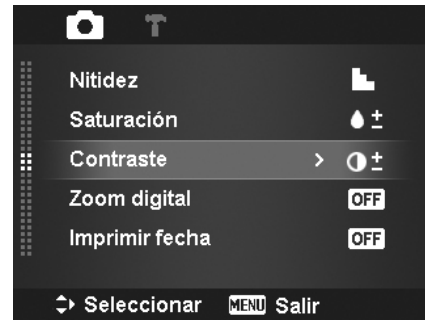 Nitidez
Saturación
Contraste
Zoom digital OFF
Imprimir fecha OFF
Seleccionar MENU Salir